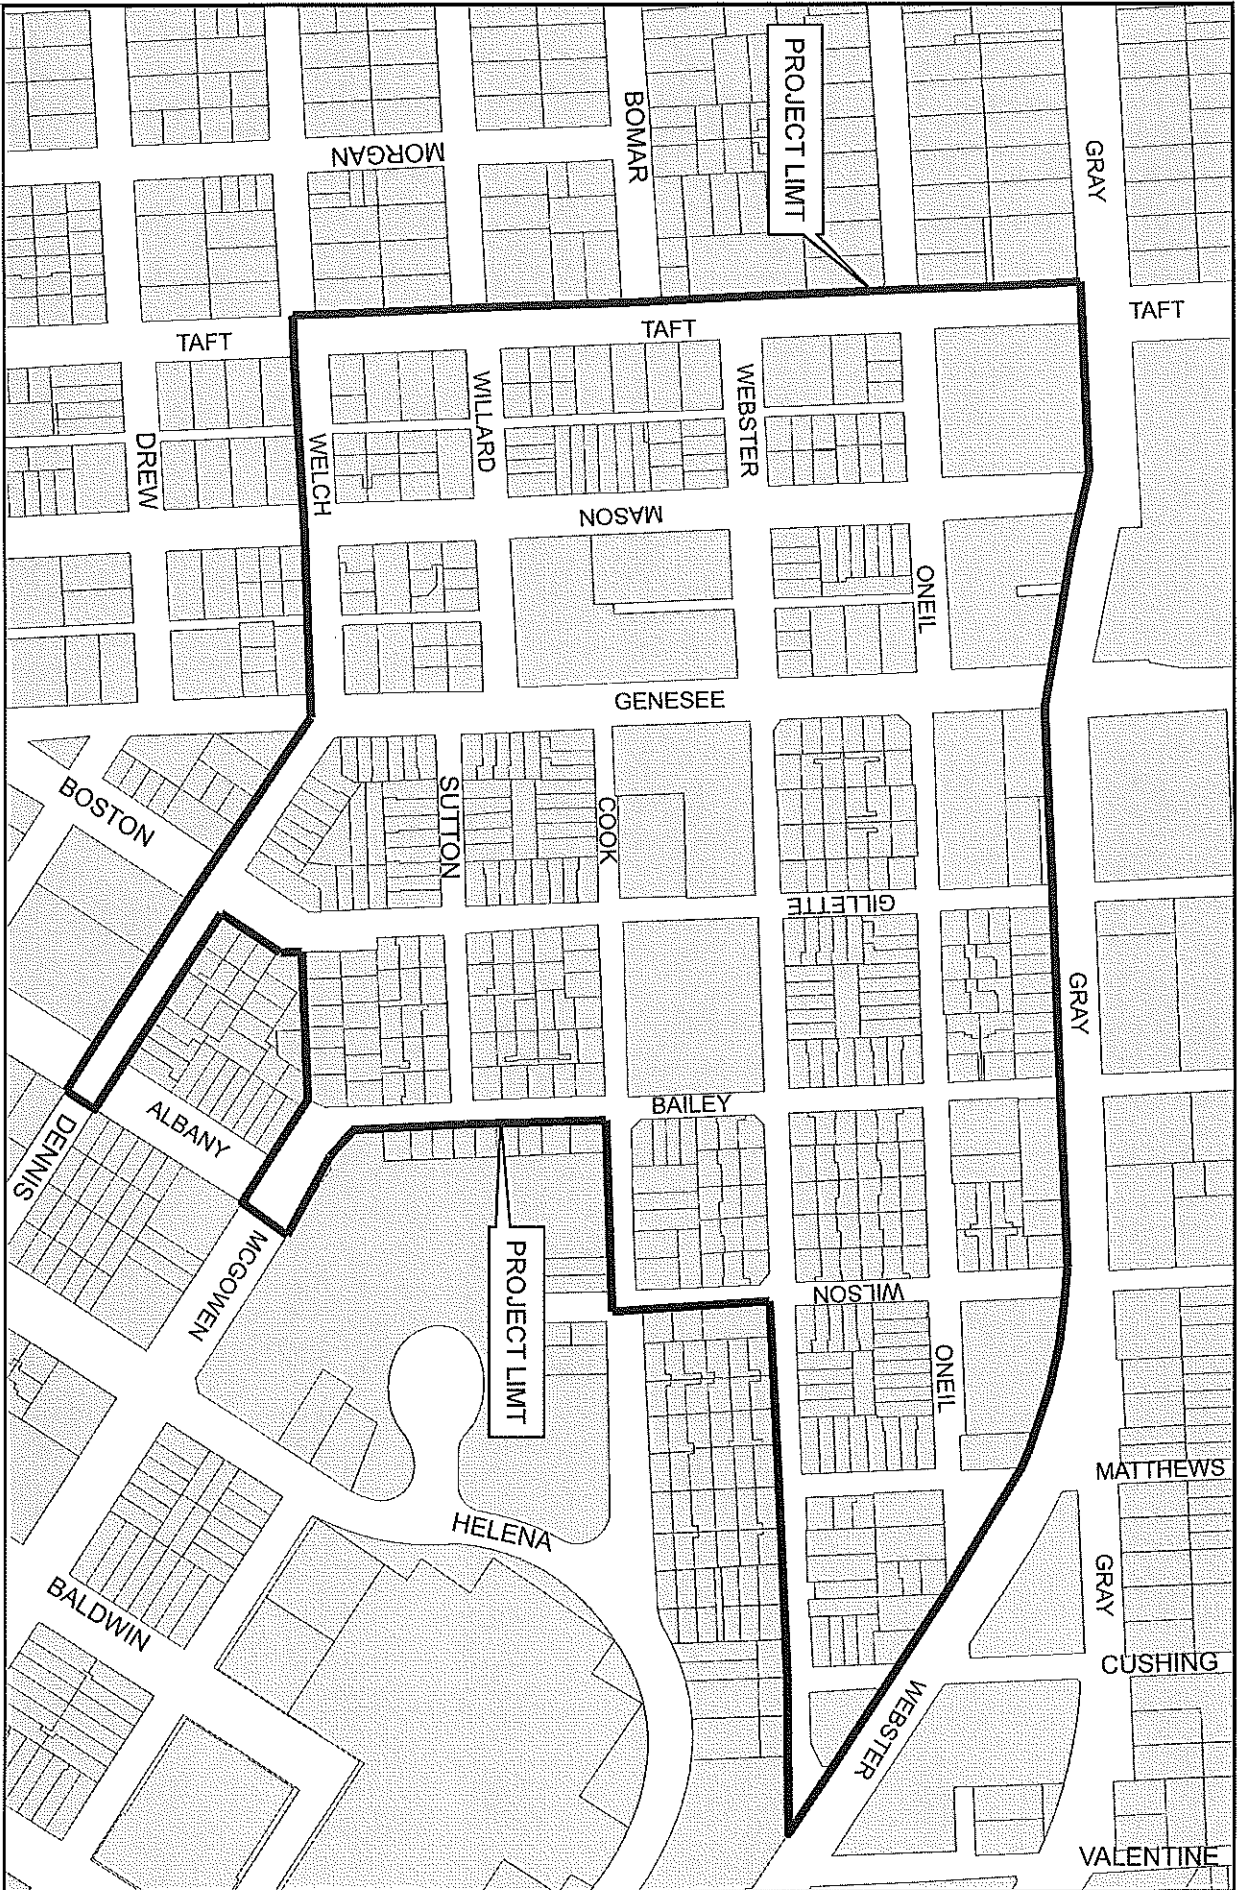 GRAY
TAFT
PROJECT LIMT
BOMAR
MORGAN
TAFT
TAFT
WEBSTER
WILLARD
WELCH
DREW
MASON
ONEIL
GENESEE
COOK
SUTTON
BOSTON
GILLETTE
GRAY
BAILEY
ALBANY
DENNIS
MCGOWEN
PROJECT LIMT
WILSON
ONEIL
MATTHEWS
GRAY
HELENA
BALDWIN
CUSHING
WEBSTER
VALENTINE